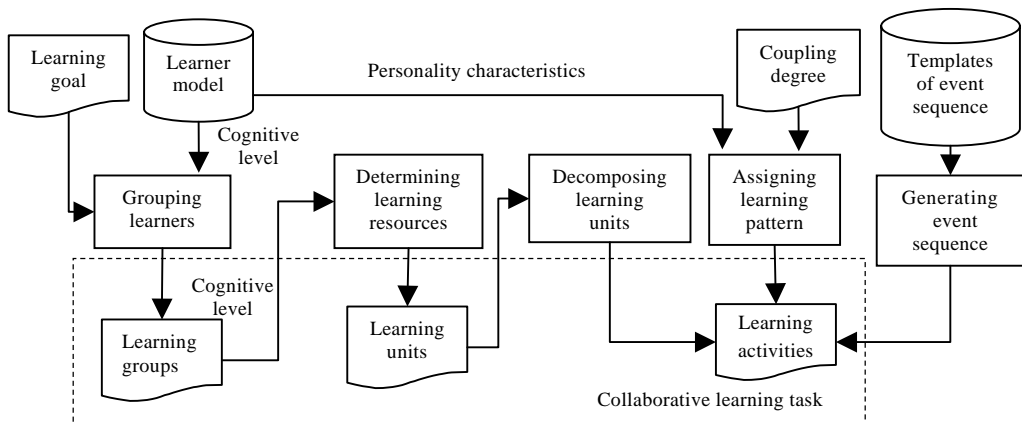 Learning
goal
Learner
model
Personality characteristics
Coupling
degree
Templates
of event
sequence
Cognitive
level
Grouping
learners
Determining
learning
resources
Decomposing
learning
units
Assigning
learning
pattern
Generating
event
sequence
Cognitive
level
Learning
groups
Learning
units
Learning
activities
Collaborative learning task